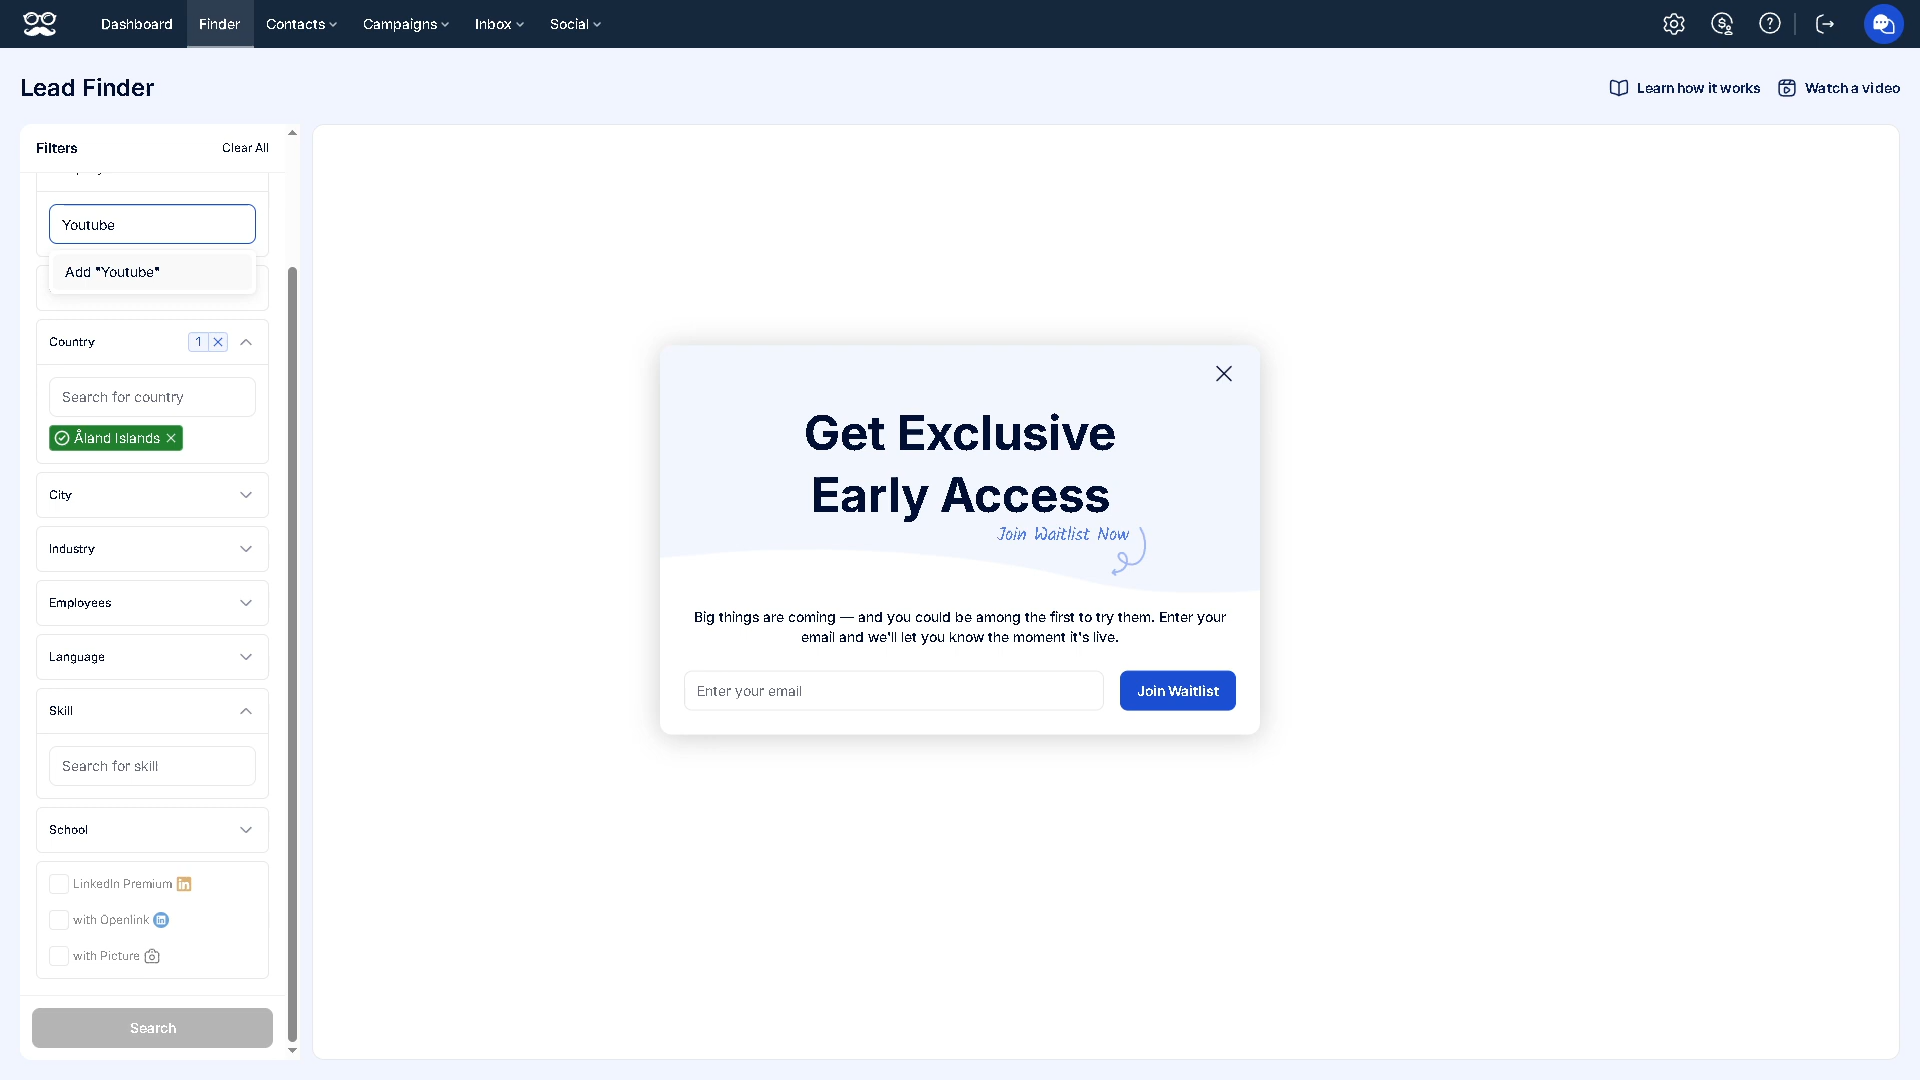 Dashboard
Finder
Contacts
Campaigns
Inbox
Social
Lead Finder
Learn how it works
Watch a video
Filters
Clear All
Youtube
Add "Youtube"
Country
1
Search for country
Åland Islands
City
Industry
Employees
Language
Skill
Search for skill
School
LinkedIn Premium
with Openlink
with Picture
Search
Get Exclusive
Early Access
Join Waitlist Now
Big things are coming — and you could be among the first to try them. Enter your
email and we'll let you know the moment it's live.
Enter your email
Join Waitlist